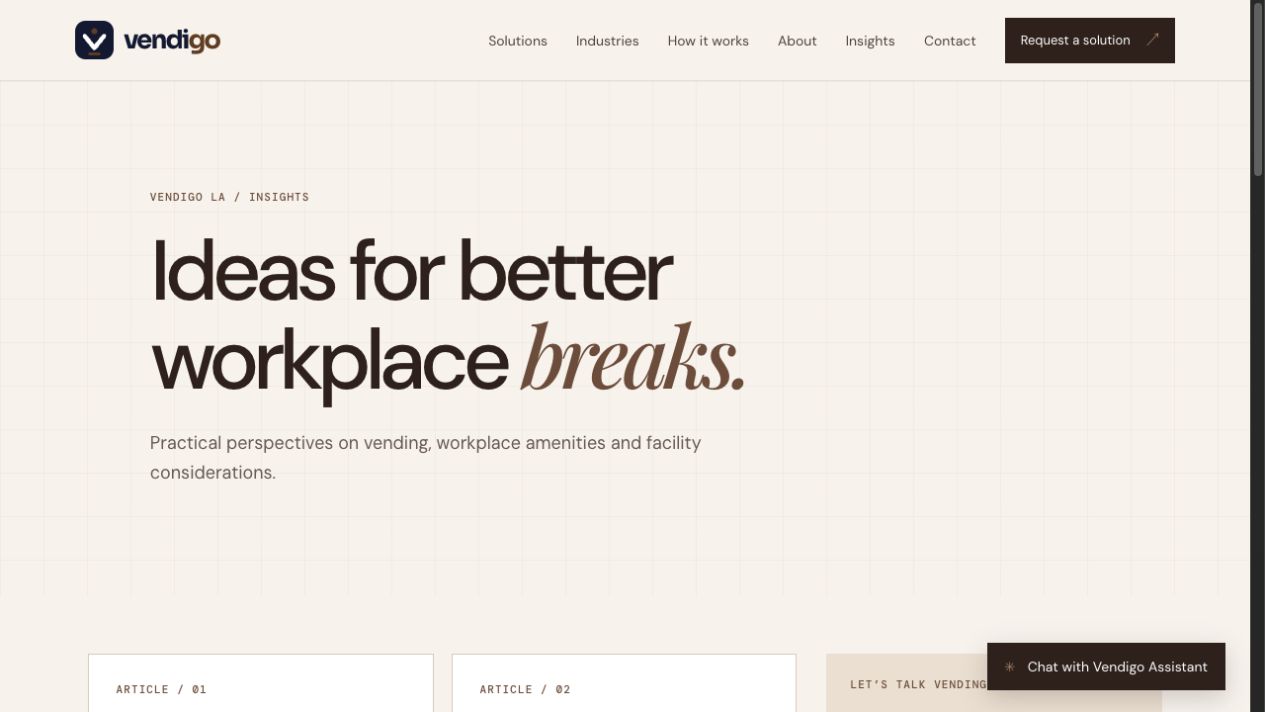 vendigo
Solutions
Industries
How it works
About
Insights
Contact
Request a solution
VENDIGO LA / INSIGHTS
Ideas for better
workplace breaks.
Practical perspectives on vending, workplace amenities and facility
considerations.
ARTICLE / 01
ARTICLE / 02
LET’S TALK VENDING
Chat with Vendigo Assistant